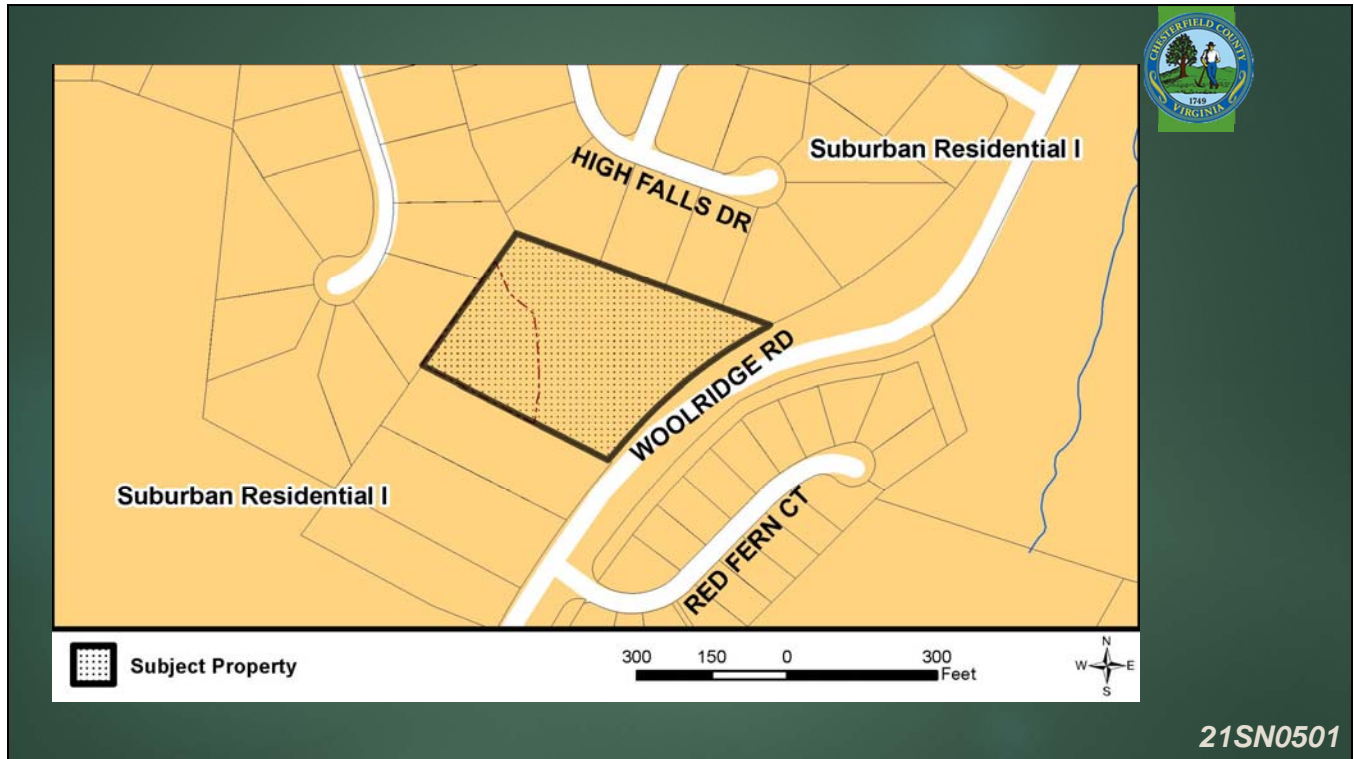 CHESTERFIELD COUNTY
1749
VIRGINIA
Suburban Residential I
HIGH FALLS DR
WOOLRIDGE RD
Suburban Residential I
RED FERN CT
Subject Property
300 150 0 300
Feet
N
W E
S
21SN0501